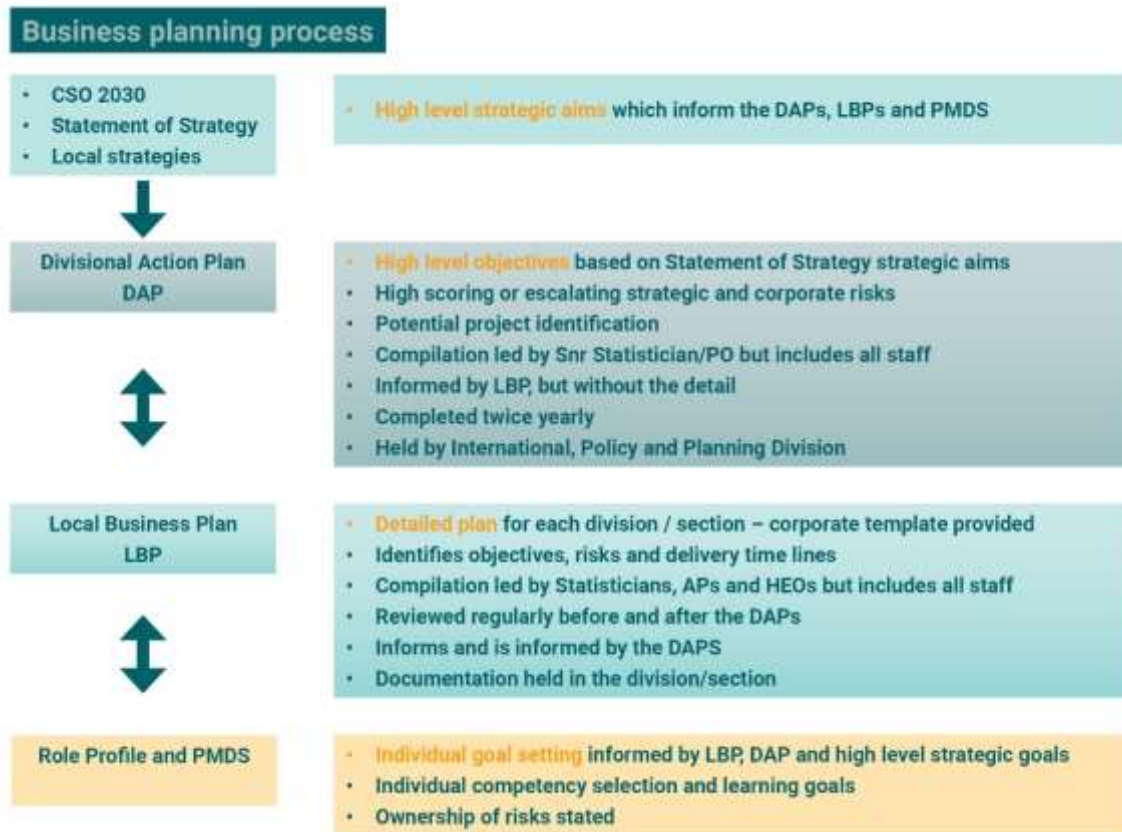 Business planning process
• CSO 2030
• Statement of Strategy
• Local strategies
• High level strategic aims which inform the DAPs, LBPs and PMDS
Divisional Action Plan
DAP
• High level objectives based on Statement of Strategy strategic aims
• High scoring or escalating strategic and corporate risks
• Potential project identification
• Compilation led by Snr Statistician/PO but includes all staff
• Informed by LBP, but without the detail
• Completed twice yearly
• Held by International, Policy and Planning Division
Local Business Plan
LBP
• Detailed plan for each division / section – corporate template provided
• Identifies objectives, risks and delivery time lines
• Compilation led by Statisticians, APs and HEOs but includes all staff
• Reviewed regularly before and after the DAPs
• Informs and is informed by the DAPS
• Documentation held in the division/section
Role Profile and PMDS
• Individual goal setting informed by LBP, DAP and high level strategic goals
• Individual competency selection and learning goals
• Ownership of risks stated